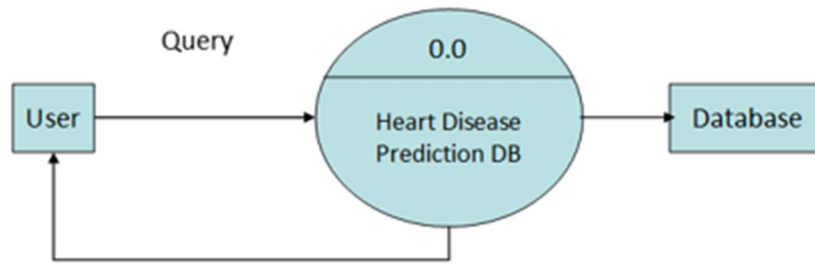 Query
0.0
User
Heart Disease
Prediction DB
Database